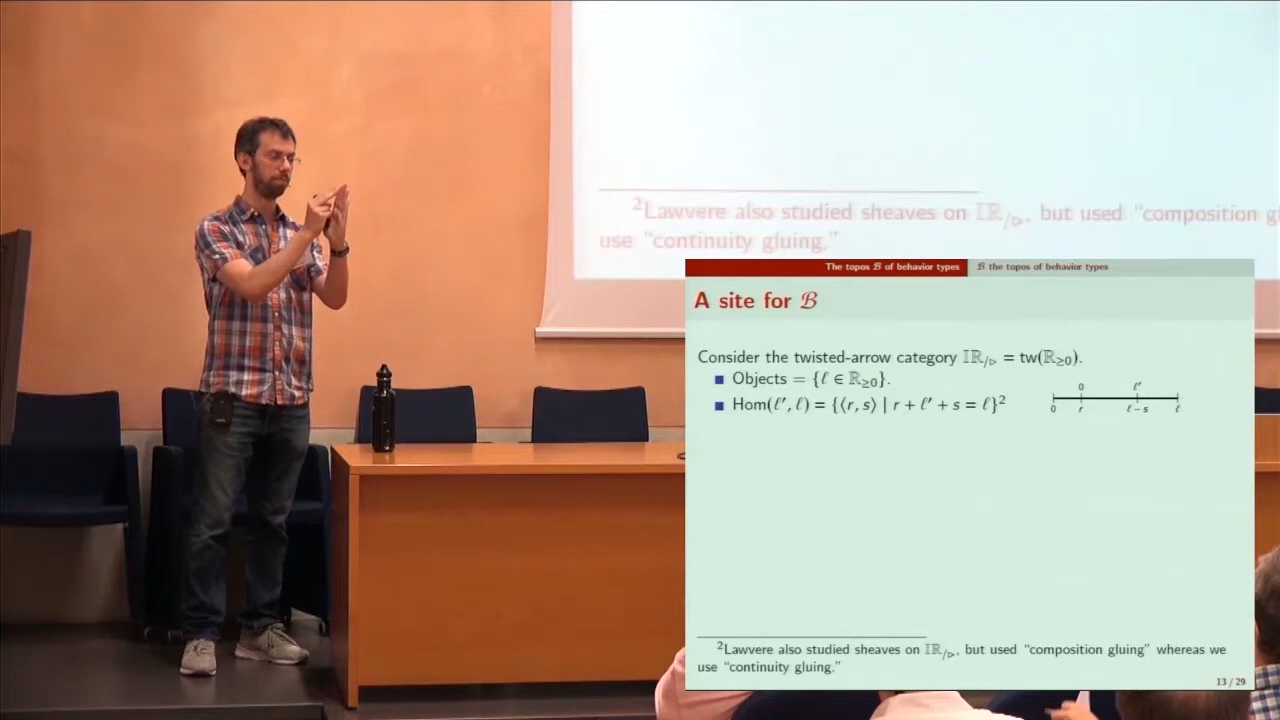 ²Lawvere also studied sheaves on 𝕀ℝ/▷, but used “composition
use “continuity gluing.”
The topos ℬ of behavior types ℬ the topos of behavior types
A site for ℬ
Consider the twisted-arrow category 𝕀ℝ/▷ = tw(ℝ≥0).
Objects = {ℓ ∈ ℝ≥0}.
Hom(ℓ′, ℓ) = {⟨r, s⟩ | r + ℓ′ + s = ℓ}²
0 ℓ′
0 r ℓ−s ℓ
²Lawvere also studied sheaves on 𝕀ℝ/▷, but used “composition gluing” whereas we
use “continuity gluing.”
13 / 29